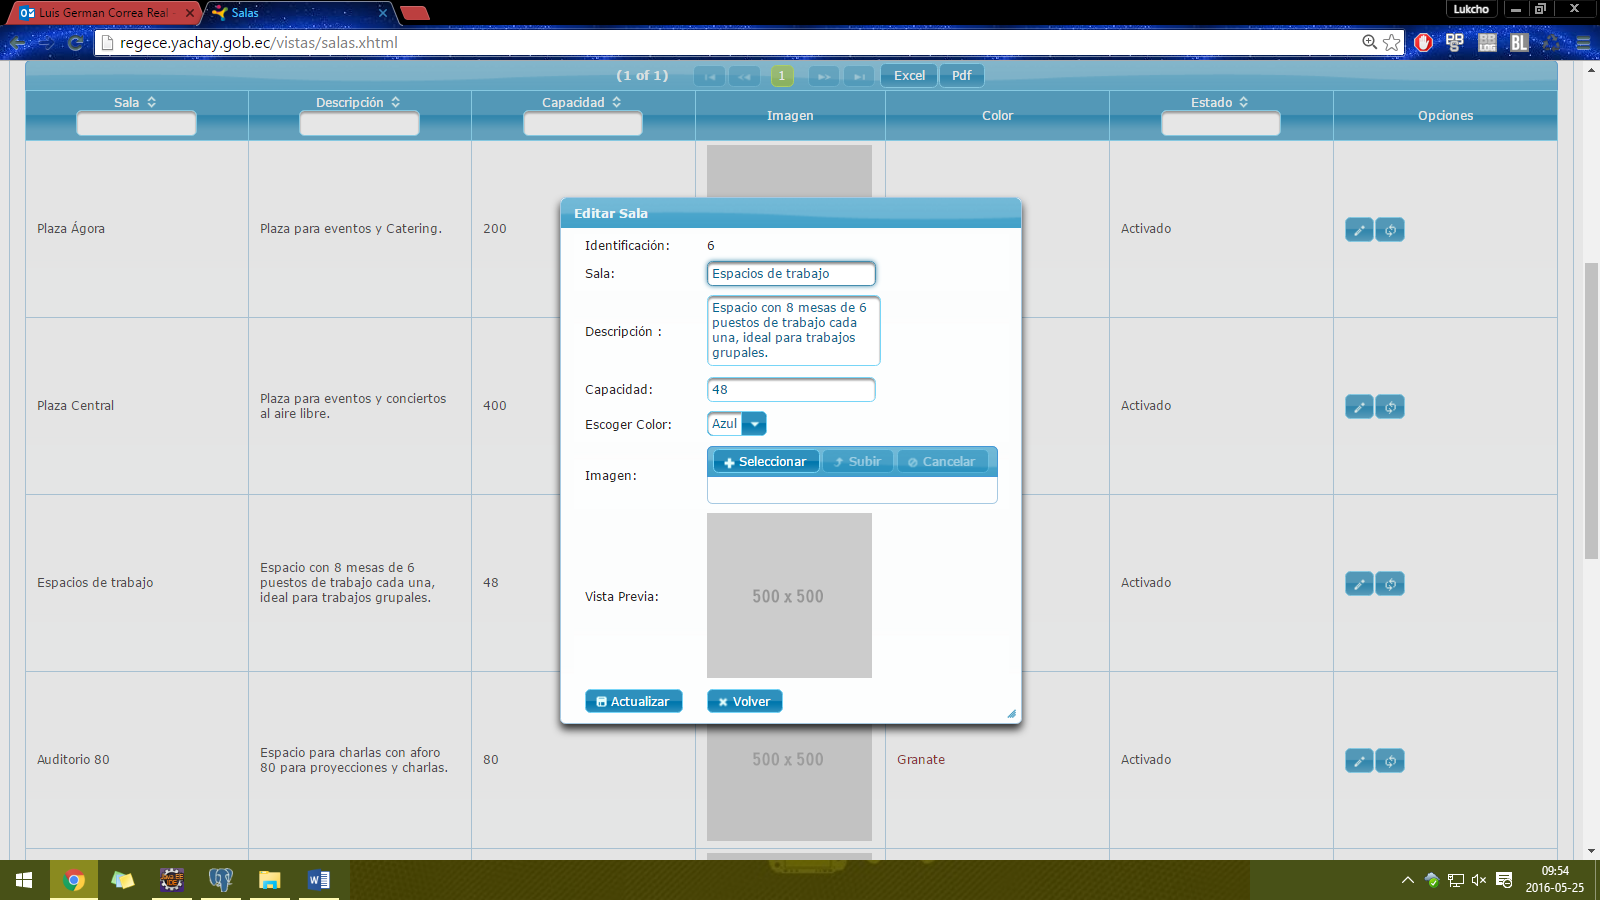 Luis German Correa Real
Salas
Lukcho
regece.yachay.gob.ec/vistas/salas.xhtml
(1 of 1)
1
Excel
Pdf
Sala
Descripción
Capacidad
Imagen
Color
Estado
Opciones
Plaza Ágora
Plaza para eventos y Catering.
200
Activado
Plaza Central
Plaza para eventos y conciertos
al aire libre.
400
Activado
Espacios de trabajo
Espacio con 8 mesas de 6
puestos de trabajo cada una,
ideal para trabajos grupales.
48
Activado
Auditorio 80
Espacio para charlas con aforo
80 para proyecciones y charlas.
80
500 x 500
Granate
Activado
Editar Sala
Identificación:
6
Sala:
Espacios de trabajo
Descripción :
Espacio con 8 mesas de 6
puestos de trabajo cada
una, ideal para trabajos
grupales.
Capacidad:
48
Escoger Color:
Azul
Imagen:
Seleccionar
Subir
Cancelar
Vista Previa:
500 x 500
Actualizar
Volver
09:54
2016-05-25